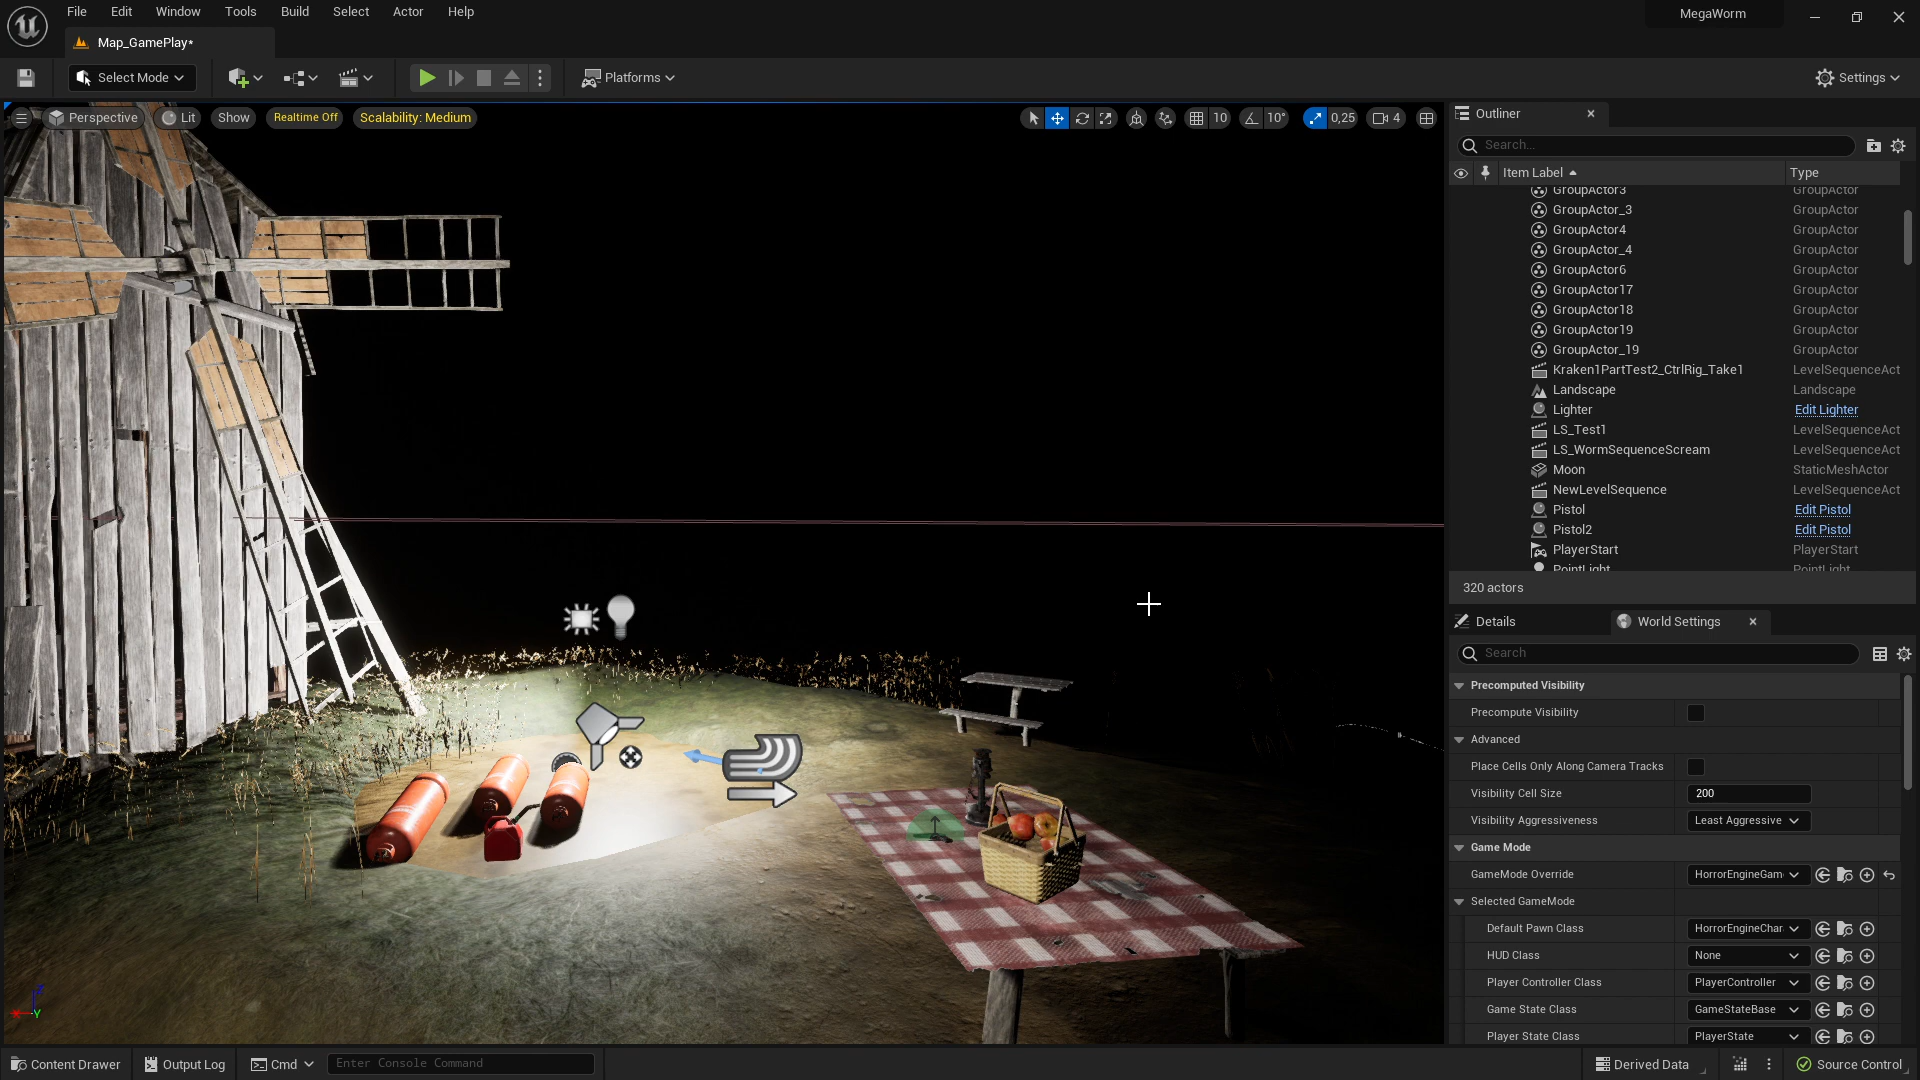 File Edit Window Tools Build Select Actor Help
MegaWorm
Map_GamePlay*
Select Mode
Platforms
Settings
Perspective Lit Show Realtime Off Scalability: Medium
10 10° 0,25 4
Outliner
Search...
Item Label Type
GroupActor3 GroupActor
GroupActor_3 GroupActor
GroupActor4 GroupActor
GroupActor_4 GroupActor
GroupActor6 GroupActor
GroupActor17 GroupActor
GroupActor18 GroupActor
GroupActor19 GroupActor
GroupActor_19 GroupActor
Kraken1PartTest2_CtrlRig_Take1 LevelSequenceAct
Landscape Landscape
Lighter Edit Lighter
LS_Test1 LevelSequenceAct
LS_WormSequenceScream LevelSequenceAct
Moon StaticMeshActor
NewLevelSequence LevelSequenceAct
Pistol Edit Pistol
Pistol2 Edit Pistol
PlayerStart PlayerStart
PointLight PointLight
320 actors
Details World Settings
Search
Precomputed Visibility
Precompute Visibility
Advanced
Place Cells Only Along Camera Tracks
Visibility Cell Size 200
Visibility Aggressiveness Least Aggressive
Game Mode
GameMode Override HorrorEngineGam
Selected GameMode
Default Pawn Class HorrorEngineChar
HUD Class None
Player Controller Class PlayerController
Game State Class GameStateBase
Player State Class PlayerState
Content Drawer Output Log Cmd Enter Console Command
Derived Data Source Control